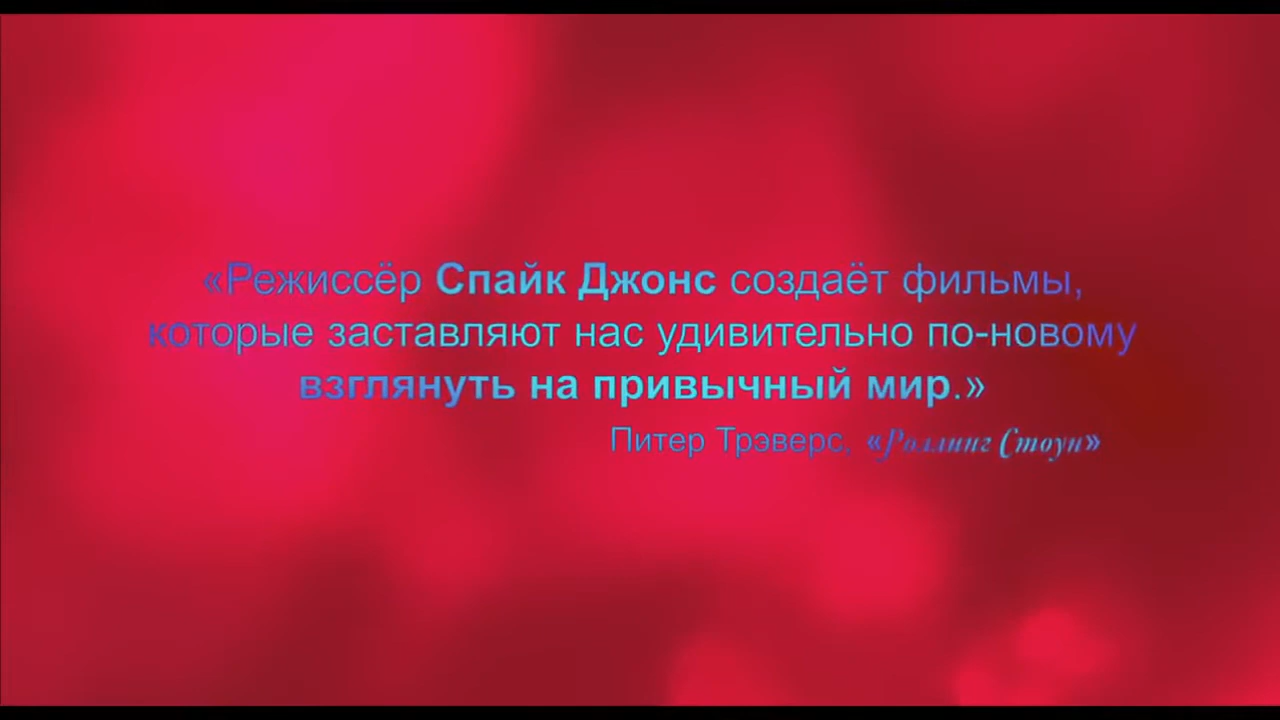 «Режиссёр Спайк Джонс создаёт фильмы,
которые заставляют нас удивительно по-новому
взглянуть на привычный мир.»
Питер Трэверс, «Роллинг Стоун»